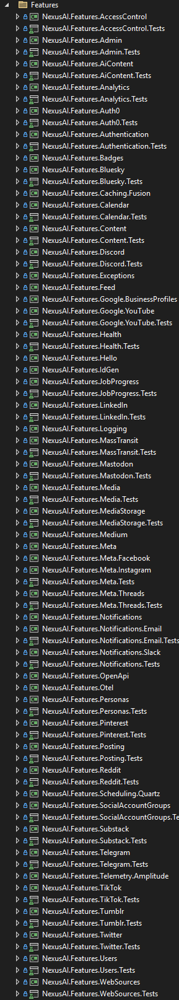 Features
NexusAI.Features.AccessControl
NexusAI.Features.AccessControl.Tests
NexusAI.Features.Admin
NexusAI.Features.Admin.Tests
NexusAI.Features.AiContent
NexusAI.Features.AiContent.Tests
NexusAI.Features.Analytics
NexusAI.Features.Analytics.Tests
NexusAI.Features.Auth0
NexusAI.Features.Auth0.Tests
NexusAI.Features.Authentication
NexusAI.Features.Authentication.Tests
NexusAI.Features.Badges
NexusAI.Features.Bluesky
NexusAI.Features.Bluesky.Tests
NexusAI.Features.Caching.Fusion
NexusAI.Features.Calendar
NexusAI.Features.Calendar.Tests
NexusAI.Features.Content
NexusAI.Features.Content.Tests
NexusAI.Features.Discord
NexusAI.Features.Discord.Tests
NexusAI.Features.Exceptions
NexusAI.Features.Feed
NexusAI.Features.Google.BusinessProfiles
NexusAI.Features.Google.YouTube
NexusAI.Features.Google.YouTube.Tests
NexusAI.Features.Health
NexusAI.Features.Health.Tests
NexusAI.Features.Hello
NexusAI.Features.IdGen
NexusAI.Features.JobProgress
NexusAI.Features.JobProgress.Tests
NexusAI.Features.LinkedIn
NexusAI.Features.LinkedIn.Tests
NexusAI.Features.Logging
NexusAI.Features.MassTransit
NexusAI.Features.MassTransit.Tests
NexusAI.Features.Mastodon
NexusAI.Features.Mastodon.Tests
NexusAI.Features.Media
NexusAI.Features.Media.Tests
NexusAI.Features.MediaStorage
NexusAI.Features.MediaStorage.Tests
NexusAI.Features.Medium
NexusAI.Features.Meta
NexusAI.Features.Meta.Facebook
NexusAI.Features.Meta.Instagram
NexusAI.Features.Meta.Tests
NexusAI.Features.Meta.Threads
NexusAI.Features.Meta.Threads.Tests
NexusAI.Features.Notifications
NexusAI.Features.Notifications.Email
NexusAI.Features.Notifications.Email.Tests
NexusAI.Features.Notifications.Slack
NexusAI.Features.Notifications.Tests
NexusAI.Features.OpenApi
NexusAI.Features.Otel
NexusAI.Features.Personas
NexusAI.Features.Personas.Tests
NexusAI.Features.Pinterest
NexusAI.Features.Pinterest.Tests
NexusAI.Features.Posting
NexusAI.Features.Posting.Tests
NexusAI.Features.Reddit
NexusAI.Features.Reddit.Tests
NexusAI.Features.Scheduling.Quartz
NexusAI.Features.SocialAccountGroups
NexusAI.Features.SocialAccountGroups.Te
NexusAI.Features.Substack
NexusAI.Features.Substack.Tests
NexusAI.Features.Telegram
NexusAI.Features.Telegram.Tests
NexusAI.Features.Telemetry.Amplitude
NexusAI.Features.TikTok
NexusAI.Features.TikTok.Tests
NexusAI.Features.Tumblr
NexusAI.Features.Tumblr.Tests
NexusAI.Features.Twitter
NexusAI.Features.Twitter.Tests
NexusAI.Features.Users
NexusAI.Features.Users.Tests
NexusAI.Features.WebSources
NexusAI.Features.WebSources.Tests